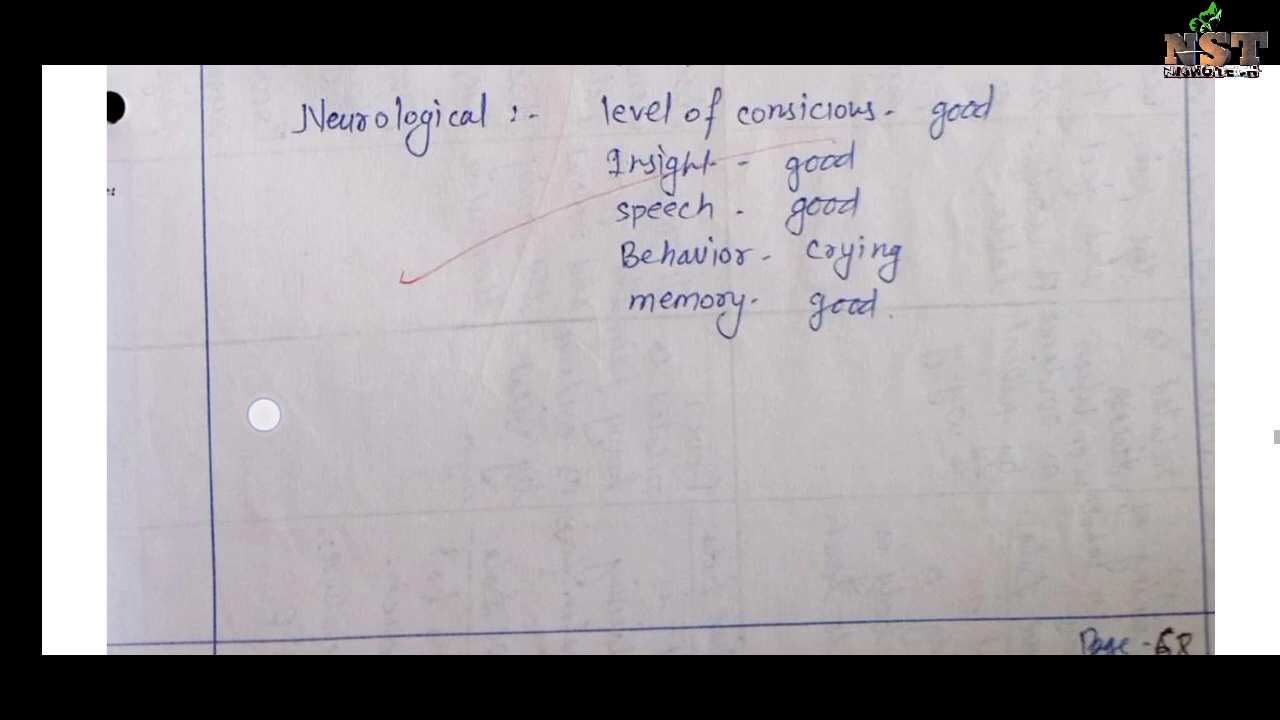 NST
Neurological :- level of consicious - good
Insight - good
speech - good
Behavior - crying
memory - good.
Page - 68